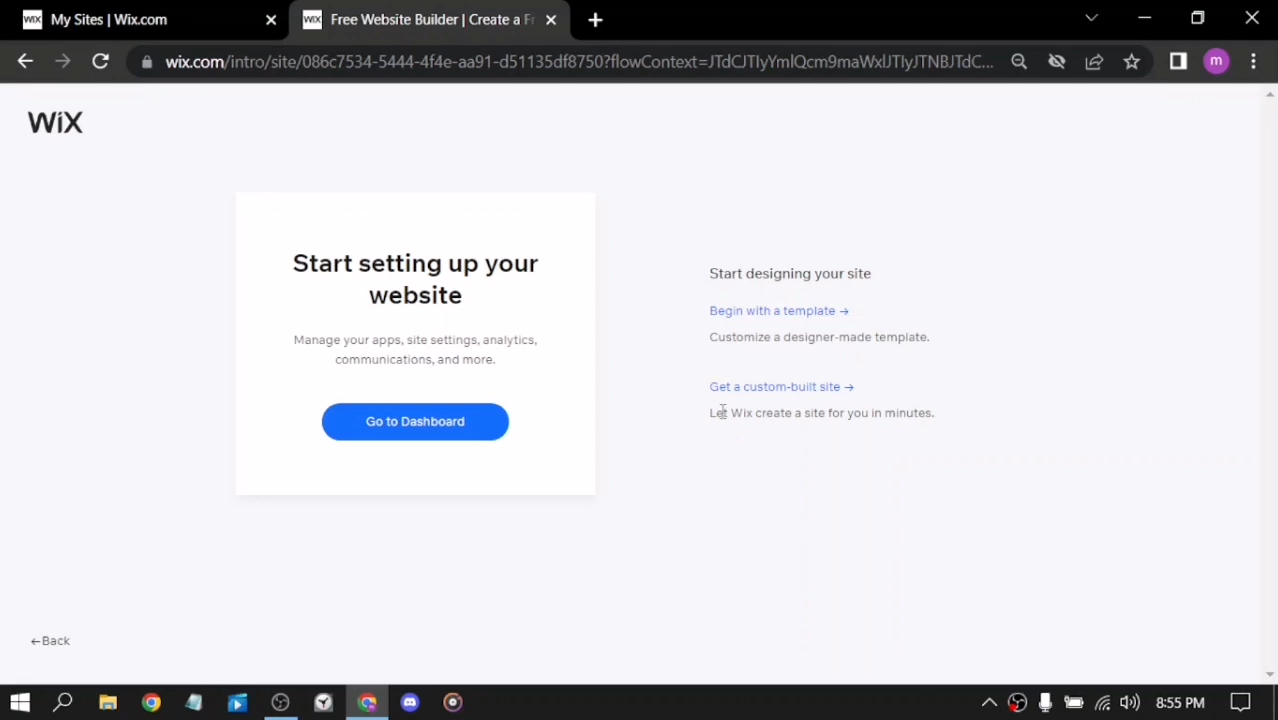 My Sites | Wix.com
Free Website Builder | Create a Fr
wix.com/intro/site/086c7534-5444-4f4e-aa91-d51135df8750?flowContext=JTdCJTIyYmlQcm9maWxlJTIyJTNBJTdC...
m
WiX
Start setting up your
website
Manage your apps, site settings, analytics,
communications, and more.
Go to Dashboard
Start designing your site
Begin with a template →
Customize a designer-made template.
Get a custom-built site →
Let Wix create a site for you in minutes.
←Back
8:55 PM